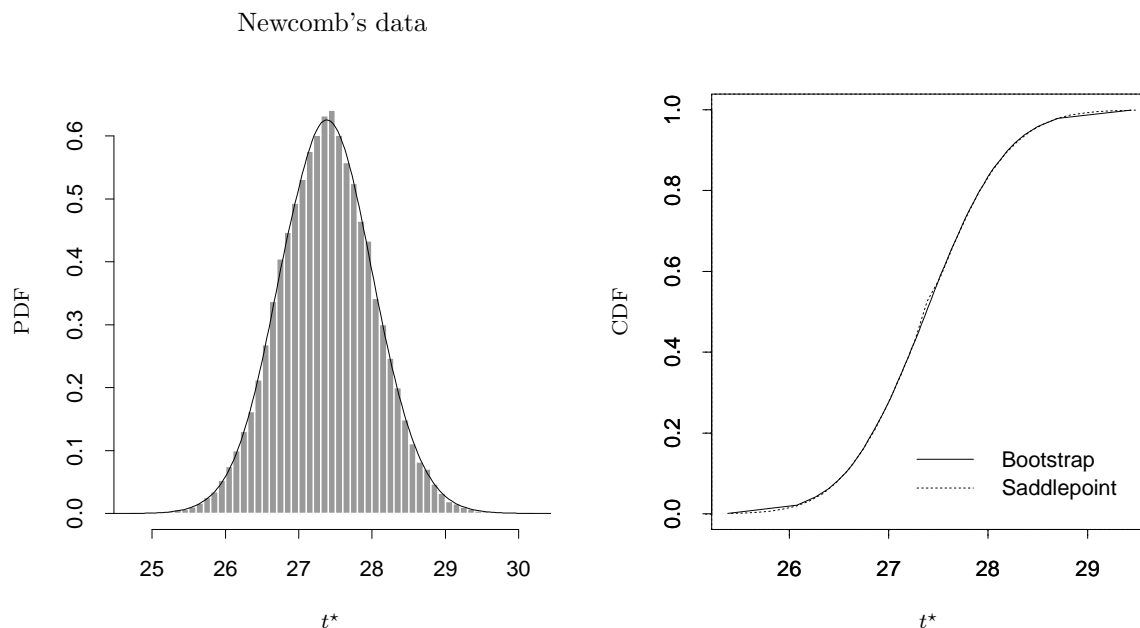 Newcomb's data
PDF
0.0 0.1 0.2 0.3 0.4 0.5 0.6
25 26 27 28 29 30
t⋆
CDF
0.0 0.2 0.4 0.6 0.8 1.0
Bootstrap
Saddlepoint
26 27 28 29
t⋆